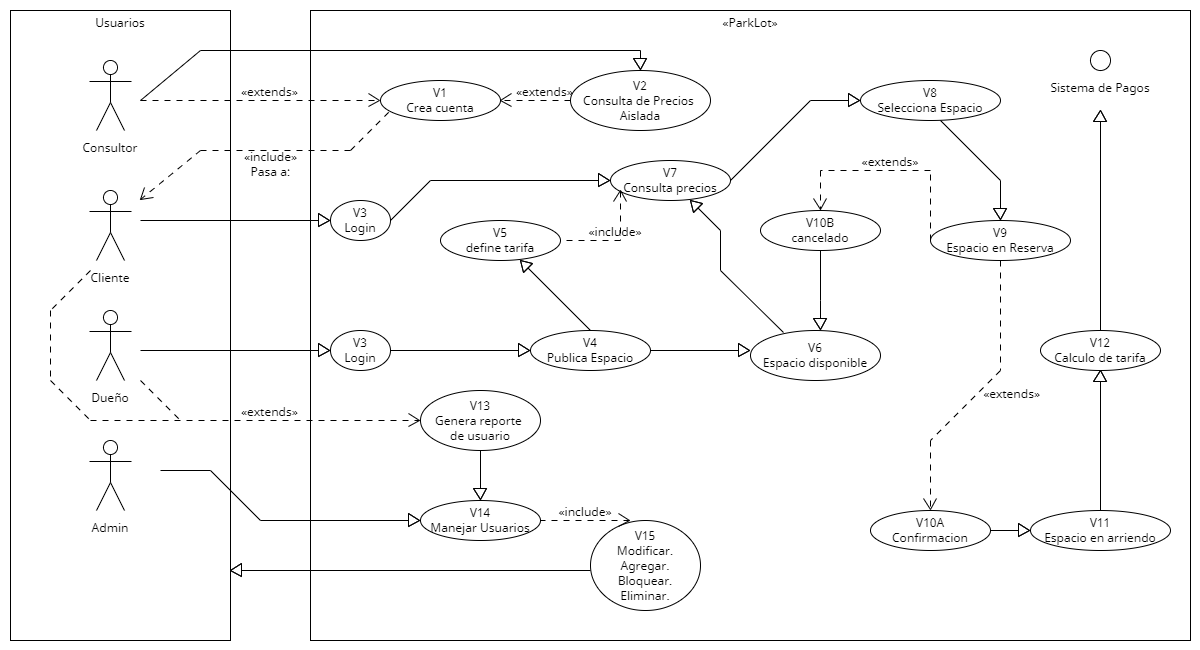 Usuarios
«ParkLot»
Consultor
Cliente
Dueño
Admin
«extends»
V1
Crea cuenta
«extends»
V2
Consulta de Precios
Aislada
«include»
Pasa a:
V3
Login
V7
Consulta precios
V8
Selecciona Espacio
Sistema de Pagos
«extends»
V5
define tarifa
«include»
V10B
cancelado
V9
Espacio en Reserva
V3
Login
V4
Publica Espacio
V6
Espacio disponible
V12
Calculo de tarifa
«extends»
«extends»
V13
Genera reporte
de usuario
V14
Manejar Usuarios
«include»
V15
Modificar.
Agregar.
Bloquear.
Eliminar.
V10A
Confirmacion
V11
Espacio en arriendo